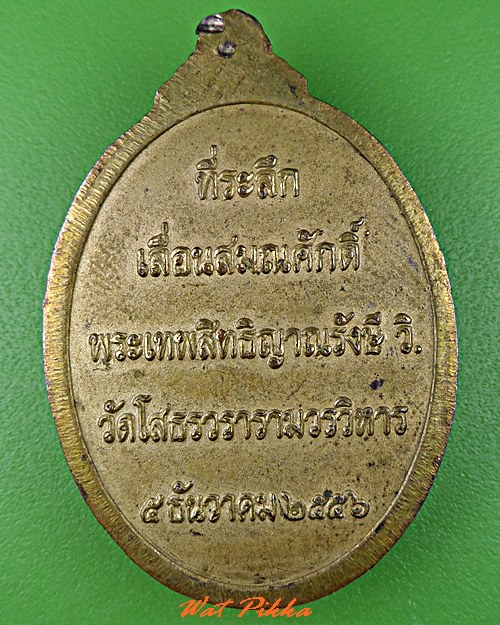 ที่ระลึก
เลื่อนสมณศักดิ์
พระเทพสิทธิญาณรังษี วิ.
วัดโสธรวรารามวรวิหาร
๕ ธันวาคม ๒๕๕๖
Wat Pikka